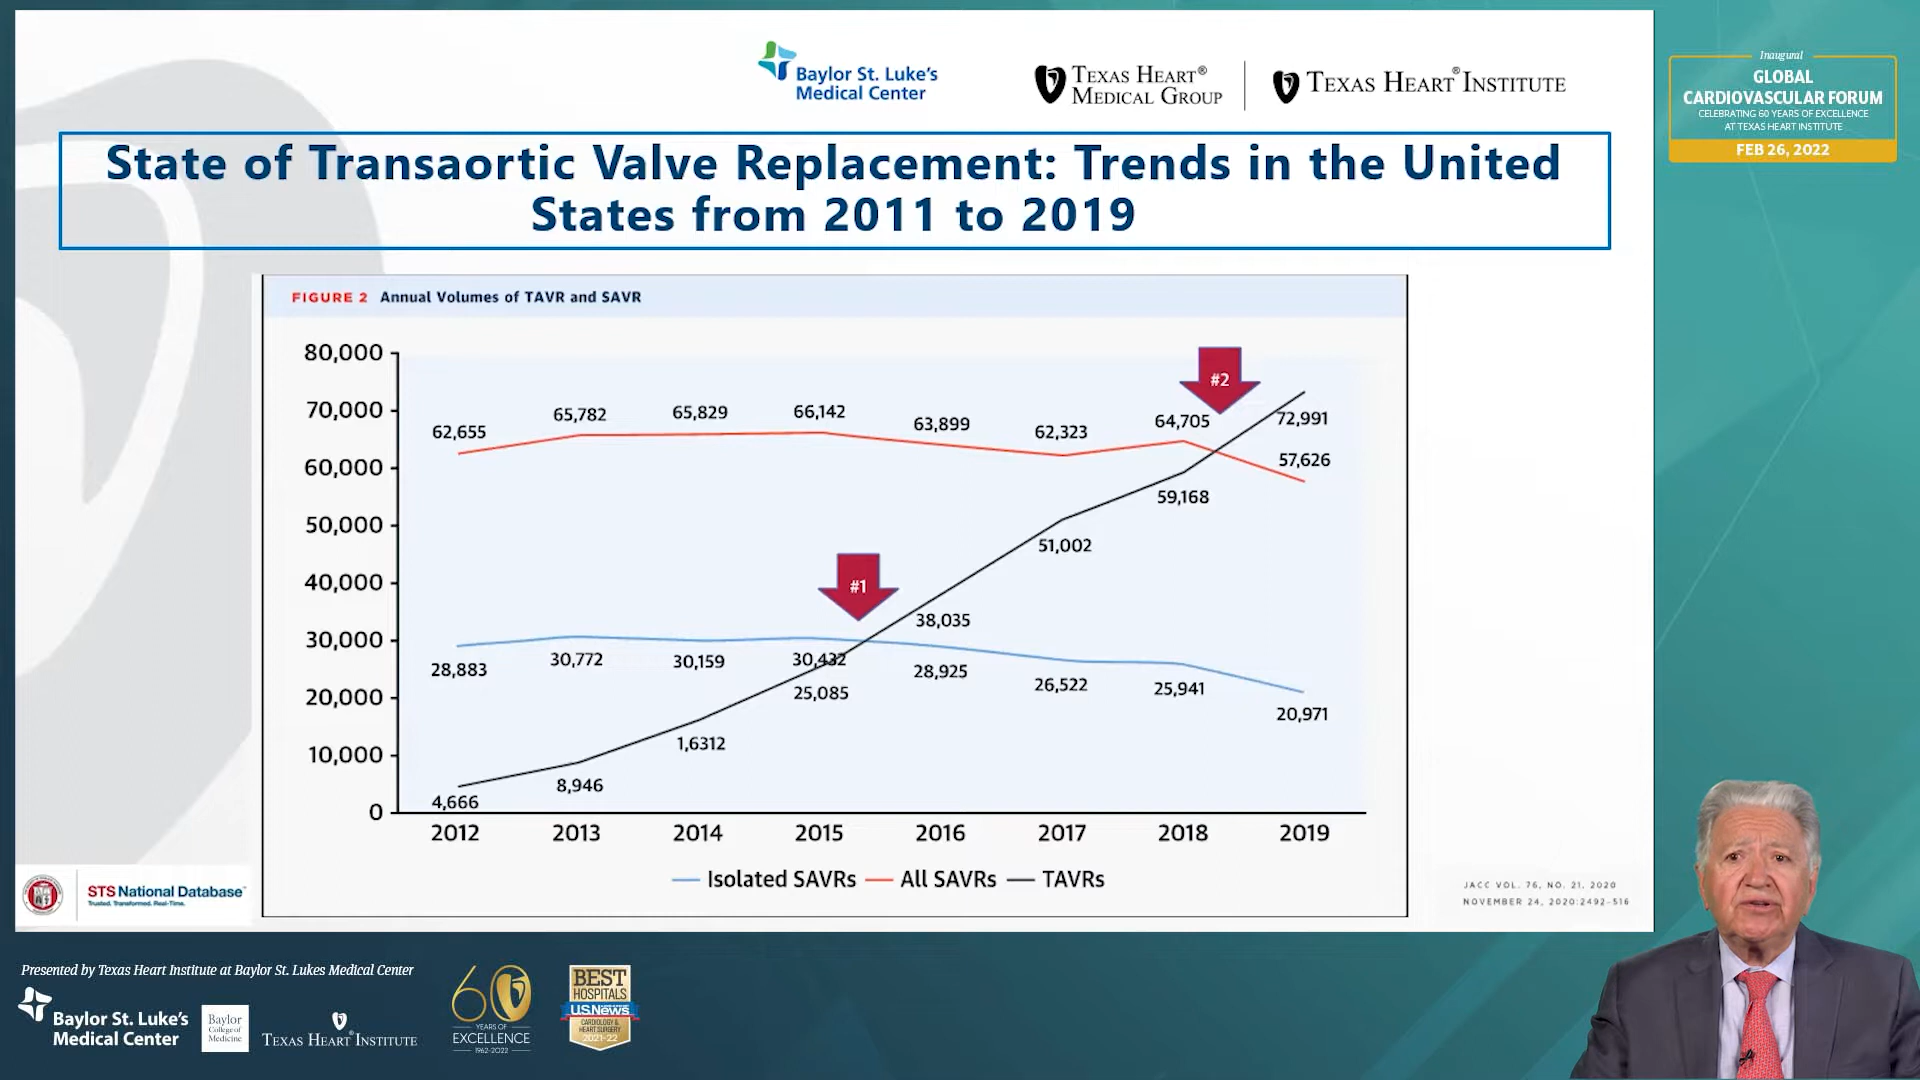 Baylor St. Luke's
Medical Center
TEXAS HEART®
MEDICAL GROUP
TEXAS HEART® INSTITUTE
Inaugural
GLOBAL
CARDIOVASCULAR FORUM
CELEBRATING 60 YEARS OF EXCELLENCE
AT TEXAS HEART INSTITUTE
FEB 26, 2022
State of Transaortic Valve Replacement: Trends in the United
States from 2011 to 2019
FIGURE 2 Annual Volumes of TAVR and SAVR
80,000
70,000
60,000
50,000
40,000
30,000
20,000
10,000
0
62,655
65,782
65,829
66,142
63,899
62,323
64,705
57,626
#2
72,991
59,168
51,002
#1
38,035
28,883
30,772
30,159
30,432
28,925
26,522
25,941
20,971
25,085
1,6312
8,946
4,666
2012 2013 2014 2015 2016 2017 2018 2019
Isolated SAVRs All SAVRs TAVRs
STS National Database™
Trusted. Transformed. Real-Time.
JACC VOL. 76, NO. 21, 2020
NOVEMBER 24, 2020:2492-516
Presented by Texas Heart Institute at Baylor St. Lukes Medical Center
Baylor St. Luke's
Medical Center
Baylor
College of
Medicine
TEXAS HEART® INSTITUTE
60
YEARS OF
EXCELLENCE
1962-2022
BEST
HOSPITALS
U.S.News
CARDIOLOGY &
HEART SURGERY
2021-22